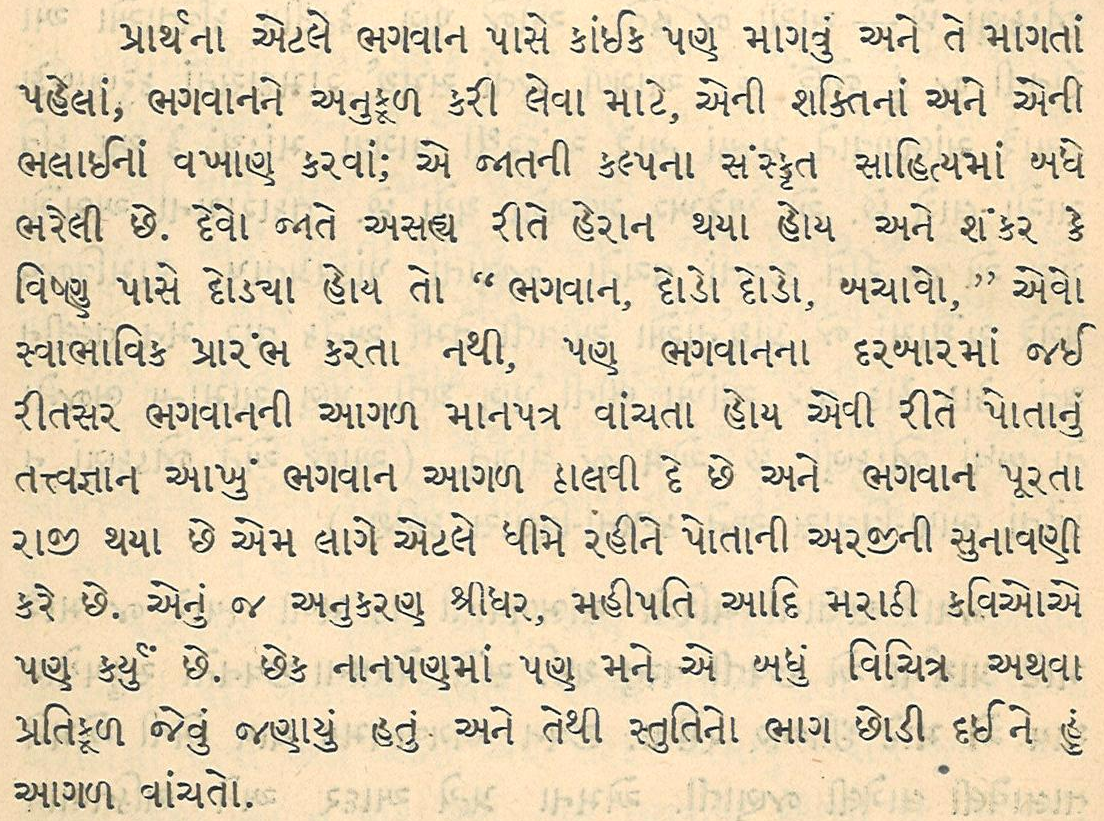 પ્રાર્થના એટલે ભગવાન પાસે કાંઈક પણ માગવું અને તે માગતાં
પહેલાં, ભગવાનને અનુકૂળ કરી લેવા માટે, એની શક્તિનાં અને એની
ભલાઈનાં વખાણ કરવાં; એ જાતની કલ્પના સંસ્કૃત સાહિત્યમાં બધે
ભરેલી છે. દેવો જાતે અસહ્ય રીતે હેરાન થયા હોય અને શંકર કે
વિષ્ણુ પાસે દોડ્યા હોય તો “ ભગવાન, દોડો દોડો, બચાવો, ” એવો
સ્વાભાવિક પ્રારંભ કરતા નથી, પણ ભગવાનના દરબારમાં જઈ
રીતસર ભગવાનની આગળ માનપત્ર વાંચતા હોય એવી રીતે પોતાનું
તત્ત્વજ્ઞાન આખું ભગવાન આગળ ઠાલવી દે છે અને ભગવાન પૂરતા
રાજી થયા છે એમ લાગે એટલે ધીમે રહીને પોતાની અરજીની સુનાવણી
કરે છે. એનું જ અનુકરણ શ્રીધર, મહીપતિ આદિ મરાઠી કવિઓએ
પણ કર્યું છે. છેક નાનપણમાં પણ મને એ બધું વિચિત્ર અથવા
પ્રતિકૂળ જેવું જણાયું હતું અને તેથી સ્તુતિનો ભાગ છોડી દઈને હું
આગળ વાંચતો.